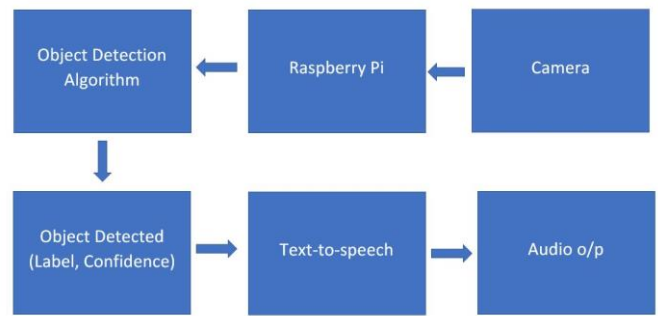 Object Detection
Algorithm
Raspberry Pi
Camera
Object Detected
(Label, Confidence)
Text-to-speech
Audio o/p